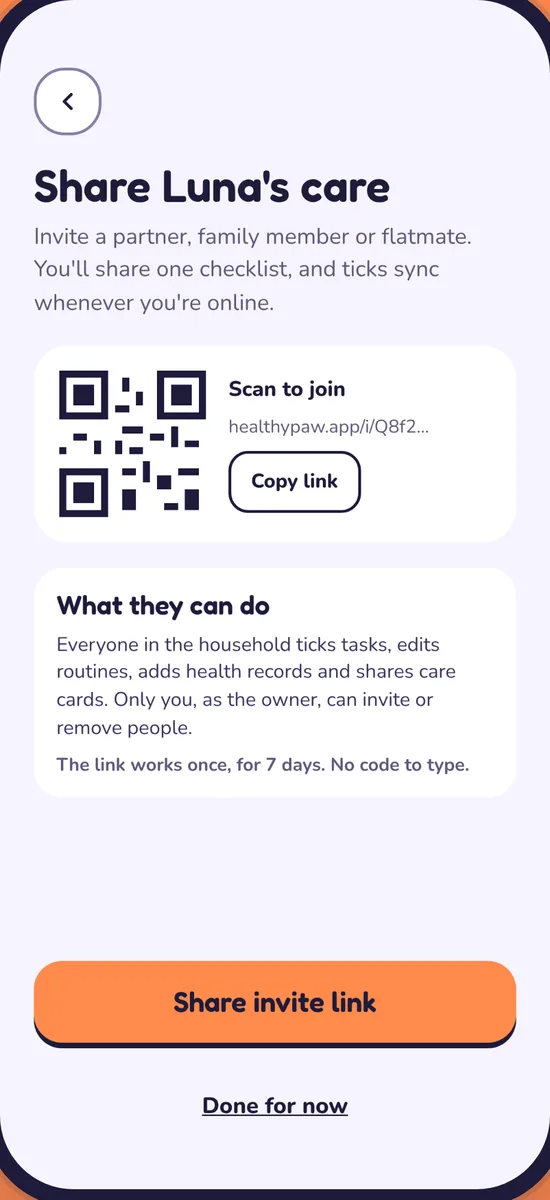 Share Luna's care
Invite a partner, family member or flatmate.
You'll share one checklist, and ticks sync
whenever you're online.
Scan to join
healthypaw.app/i/Q8f2...
Copy link
What they can do
Everyone in the household ticks tasks, edits
routines, adds health records and shares care
cards. Only you, as the owner, can invite or
remove people.
The link works once, for 7 days. No code to type.
Share invite link
Done for now